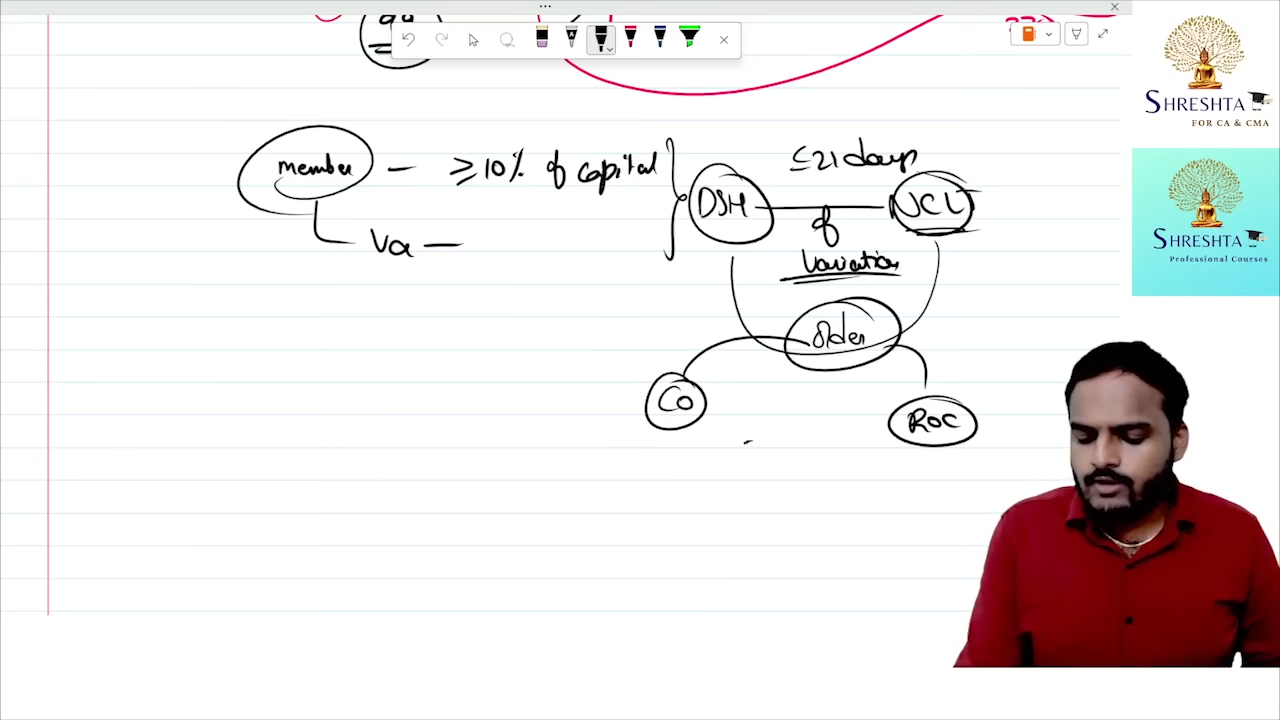 SHRESHTA
FOR CA & CMA
member – ≥10% of capital
Va –
DSH
≤21 days
of
variation
NCLT
Order
Co
ROC
SHRESHTA
Professional Courses